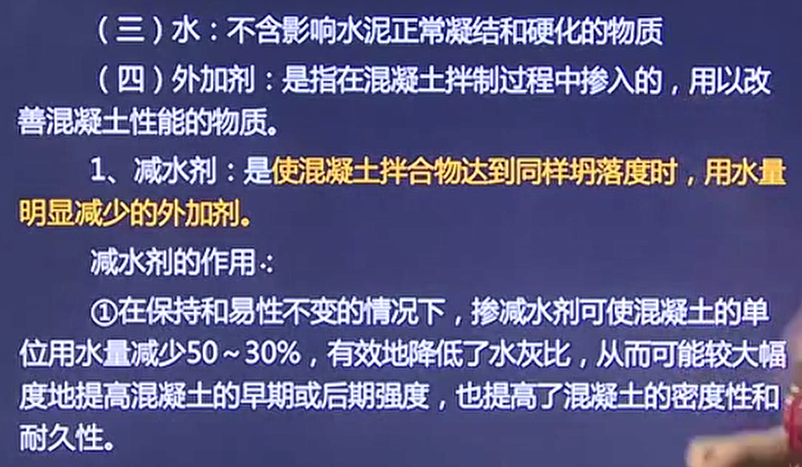 （三）水：不含影响水泥正常凝结和硬化的物质
（四）外加剂：是指在混凝土拌制过程中掺入的，用以改
善混凝土性能的物质。
1、减水剂：是使混凝土拌合物达到同样坍落度时，用水量
明显减少的外加剂。
减水剂的作用：
①在保持和易性不变的情况下，掺减水剂可使混凝土的单
位用水量减少50～30%，有效地降低了水灰比，从而可能较大幅
度地提高混凝土的早期或后期强度，也提高了混凝土的密度性和
耐久性。